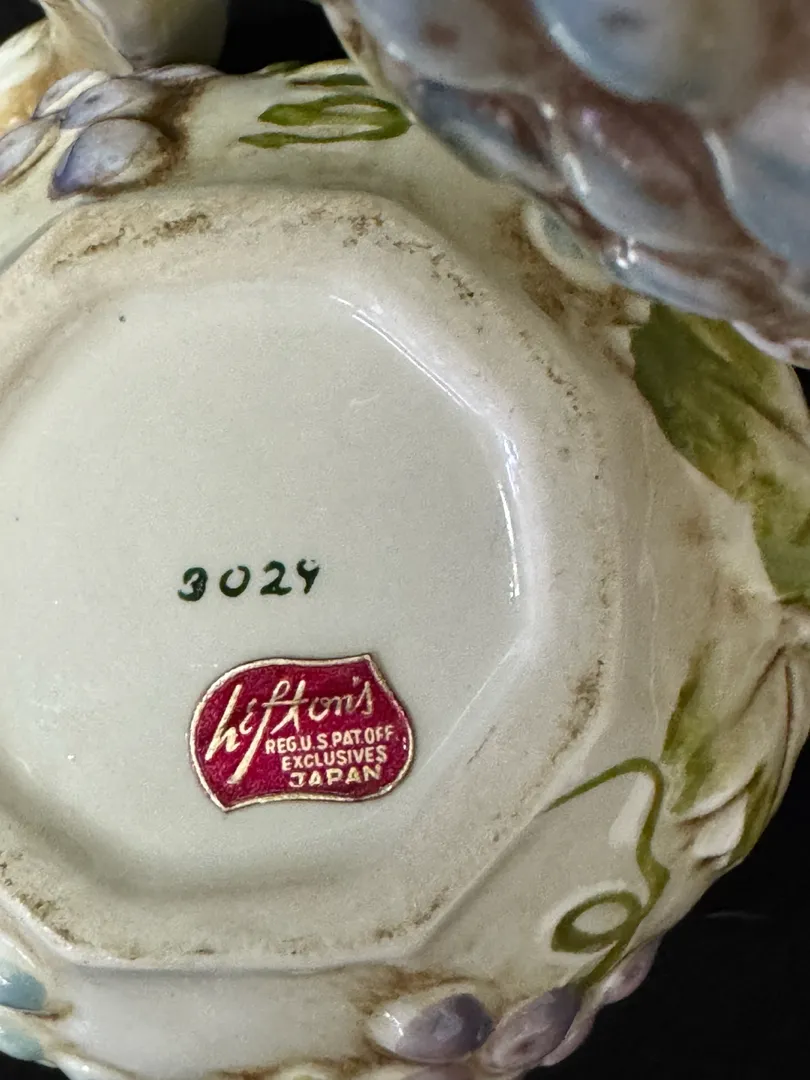 3024
Lefton's
REG.U.S.PAT.OFF.
EXCLUSIVES
JAPAN